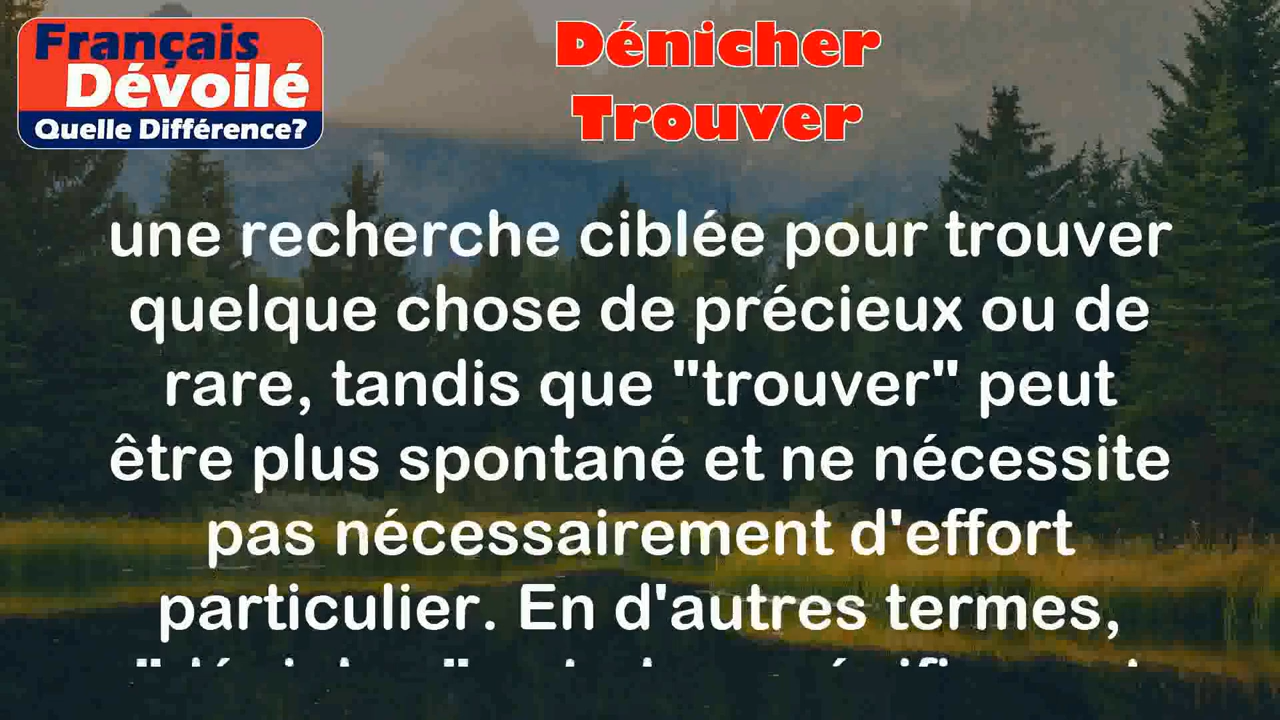 Français
Dévoilé
Quelle Différence?
Dénicher
Trouver
une recherche ciblée pour trouver
quelque chose de précieux ou de
rare, tandis que "trouver" peut
être plus spontané et ne nécessite
pas nécessairement d'effort
particulier. En d'autres termes,